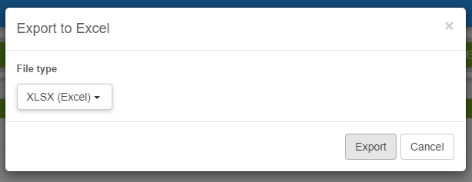 Export to Excel ×
File type
XLSX (Excel)
Export Cancel